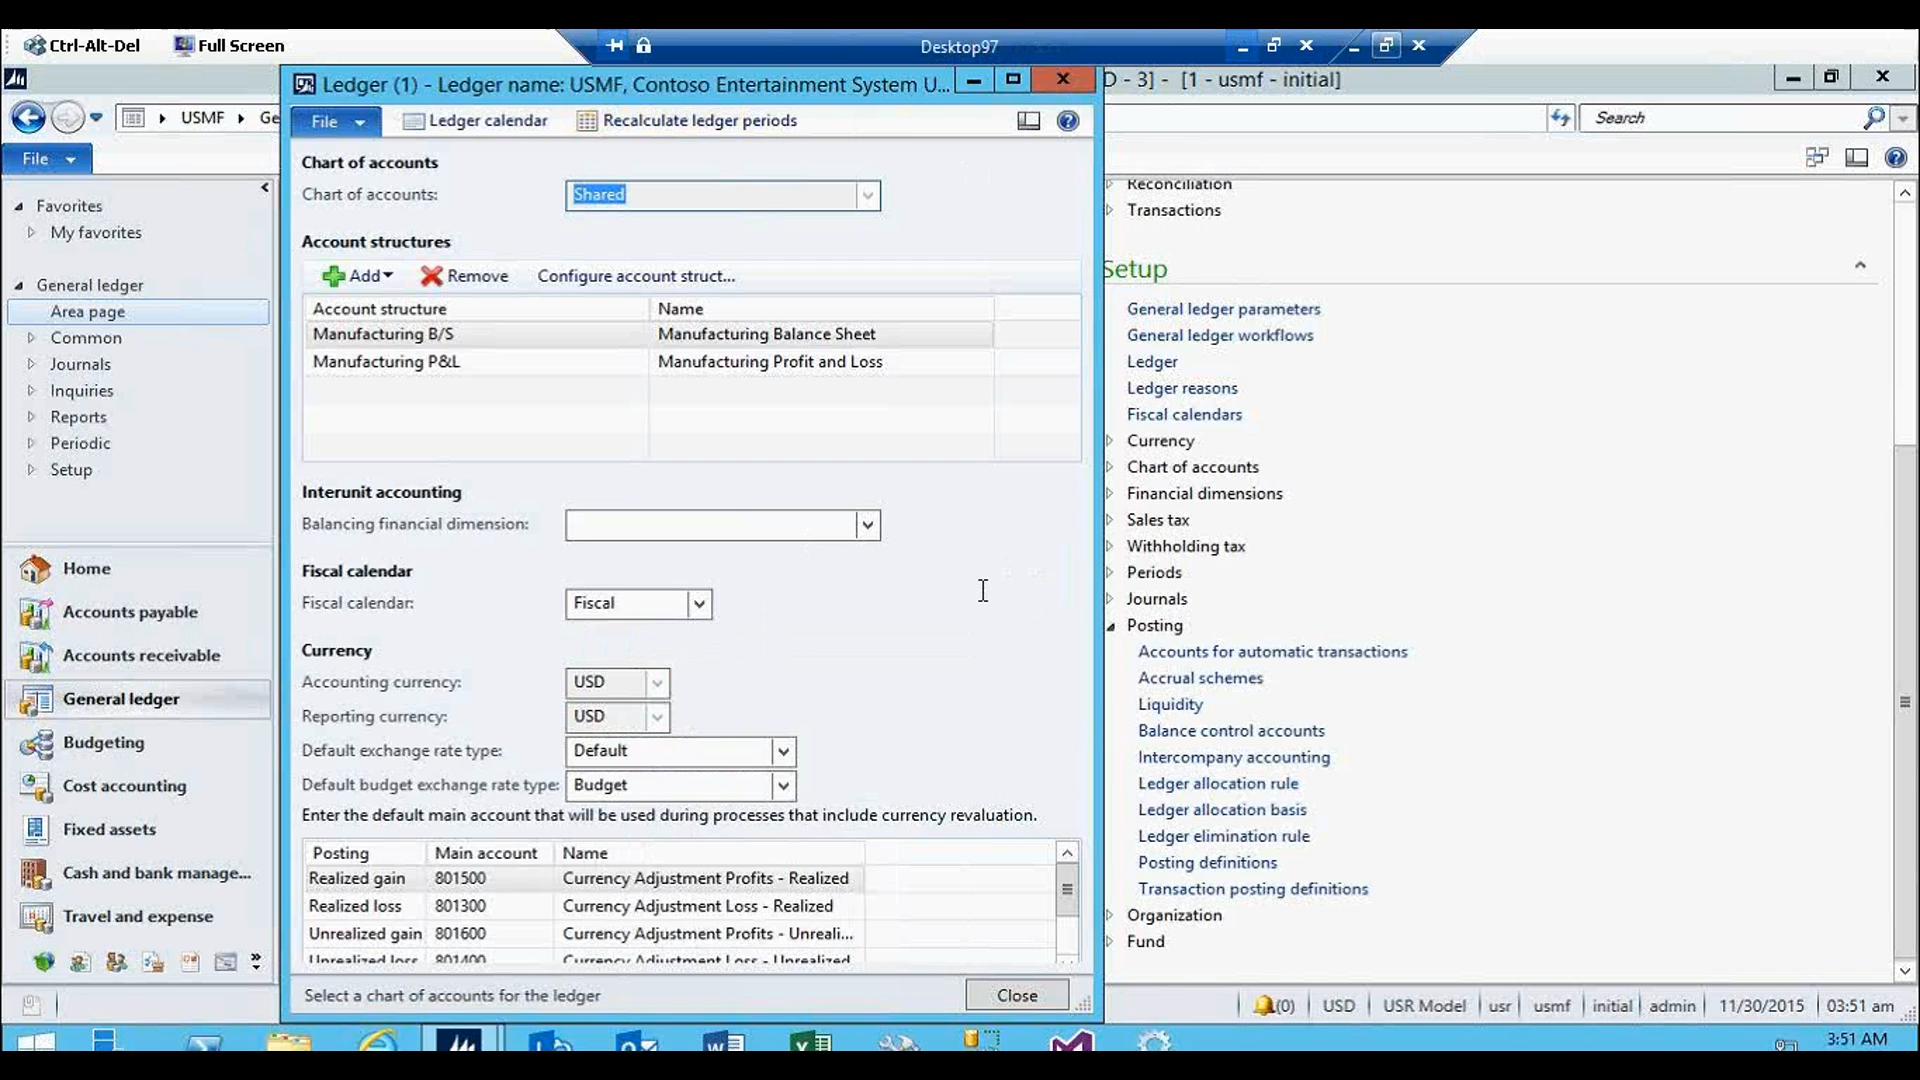 Ctrl-Alt-Del
Full Screen
Desktop97
Ledger (1) - Ledger name: USMF, Contoso Entertainment System U...
D - 3] - [1 - usmf - initial]
USMF
Ge
Search
File
File
Ledger calendar
Recalculate ledger periods
Favorites
My favorites
General ledger
Area page
Common
Journals
Inquiries
Reports
Periodic
Setup
Home
Accounts payable
Accounts receivable
General ledger
Budgeting
Cost accounting
Fixed assets
Cash and bank manage...
Travel and expense
Chart of accounts
Chart of accounts: Shared
Account structures
Add Remove Configure account struct...
Account structure Name
Manufacturing B/S Manufacturing Balance Sheet
Manufacturing P&L Manufacturing Profit and Loss
Interunit accounting
Balancing financial dimension:
Fiscal calendar
Fiscal calendar: Fiscal
Currency
Accounting currency: USD
Reporting currency: USD
Default exchange rate type: Default
Default budget exchange rate type: Budget
Enter the default main account that will be used during processes that include currency revaluation.
Posting Main account Name
Realized gain 801500 Currency Adjustment Profits - Realized
Realized loss 801300 Currency Adjustment Loss - Realized
Unrealized gain 801600 Currency Adjustment Profits - Unreali...
Unrealized loss 801400 Currency Adjustment Loss - Unrealized
Select a chart of accounts for the ledger
Close
Reconciliation
Transactions
Setup
General ledger parameters
General ledger workflows
Ledger
Ledger reasons
Fiscal calendars
Currency
Chart of accounts
Financial dimensions
Sales tax
Withholding tax
Periods
Journals
Posting
Accounts for automatic transactions
Accrual schemes
Liquidity
Balance control accounts
Intercompany accounting
Ledger allocation rule
Ledger allocation basis
Ledger elimination rule
Posting definitions
Transaction posting definitions
Organization
Fund
(0) USD USR Model usr usmf initial admin 11/30/2015 03:51 am
3:51 AM